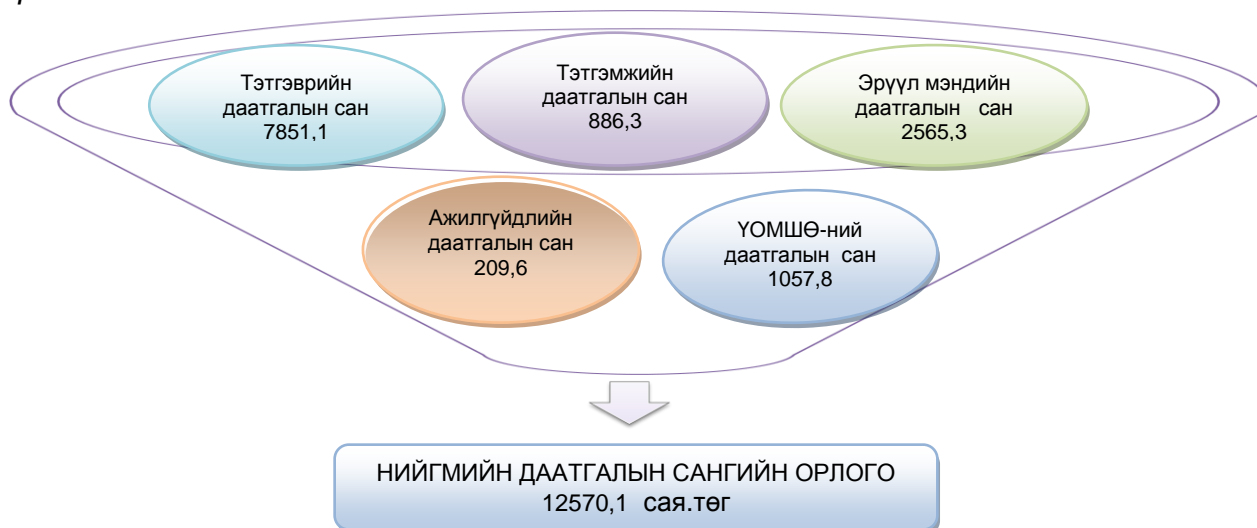 Тэтгэврийн
даатгалын сан
7851,1
Тэтгэмжийн
даатгалын сан
886,3
Эрүүл мэндийн
даатгалын сан
2565,3
Ажилгүйдлийн
даатгалын сан
209,6
ҮОМШӨ-ний
даатгалын сан
1057,8
НИЙГМИЙН ДААТГАЛЫН САНГИЙН ОРЛОГО
12570,1 сая.төг